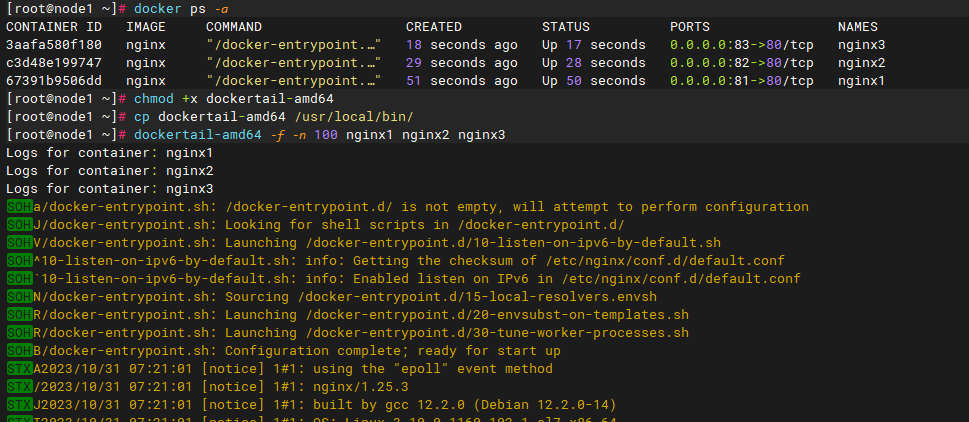 [root@node1 ~]# docker ps -a
CONTAINER ID   IMAGE     COMMAND                  CREATED          STATUS          PORTS                NAMES
3aafa580f180   nginx     "/docker-entrypoint.…"   18 seconds ago   Up 17 seconds   0.0.0.0:83->80/tcp   nginx3
c3d48e199747   nginx     "/docker-entrypoint.…"   29 seconds ago   Up 28 seconds   0.0.0.0:82->80/tcp   nginx2
67391b9506dd   nginx     "/docker-entrypoint.…"   51 seconds ago   Up 50 seconds   0.0.0.0:81->80/tcp   nginx1
[root@node1 ~]# chmod +x dockertail-amd64
[root@node1 ~]# cp dockertail-amd64 /usr/local/bin/
[root@node1 ~]# dockertail-amd64 -f -n 100 nginx1 nginx2 nginx3
Logs for container: nginx1
Logs for container: nginx2
Logs for container: nginx3
SOHa/docker-entrypoint.sh: /docker-entrypoint.d/ is not empty, will attempt to perform configuration
SOHJ/docker-entrypoint.sh: Looking for shell scripts in /docker-entrypoint.d/
SOHV/docker-entrypoint.sh: Launching /docker-entrypoint.d/10-listen-on-ipv6-by-default.sh
SOH^10-listen-on-ipv6-by-default.sh: info: Getting the checksum of /etc/nginx/conf.d/default.conf
SOH`10-listen-on-ipv6-by-default.sh: info: Enabled listen on IPv6 in /etc/nginx/conf.d/default.conf
SOHN/docker-entrypoint.sh: Sourcing /docker-entrypoint.d/15-local-resolvers.envsh
SOHR/docker-entrypoint.sh: Launching /docker-entrypoint.d/20-envsubst-on-templates.sh
SOHR/docker-entrypoint.sh: Launching /docker-entrypoint.d/30-tune-worker-processes.sh
SOHB/docker-entrypoint.sh: Configuration complete; ready for start up
STXA2023/10/31 07:21:01 [notice] 1#1: using the "epoll" event method
STX/2023/10/31 07:21:01 [notice] 1#1: nginx/1.25.3
STXJ2023/10/31 07:21:01 [notice] 1#1: built by gcc 12.2.0 (Debian 12.2.0-14)
2023/10/31 07:21:01 [notice] 1#1: OS: Linux